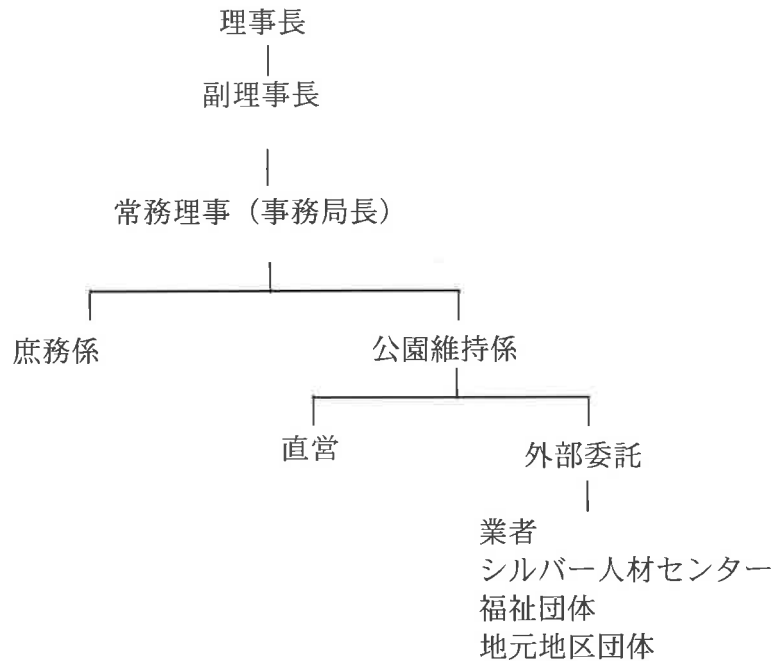 理事長
副理事長
常務理事（事務局長）
庶務係
公園維持係
直営
外部委託
業者
シルバー人材センター
福祉団体
地元地区団体